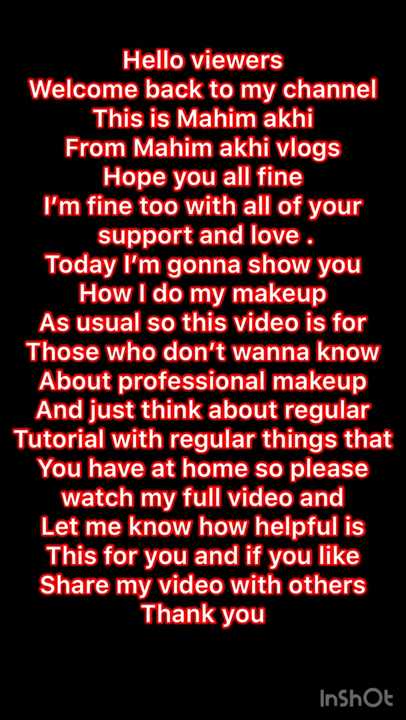 Hello viewers
Welcome back to my channel
This is Mahim akhi
From Mahim akhi vlogs
Hope you all fine
I’m fine too with all of your
support and love .
Today I’m gonna show you
How I do my makeup
As usual so this video is for
Those who don’t wanna know
About professional makeup
And just think about regular
Tutorial with regular things that
You have at home so please
watch my full video and
Let me know how helpful is
This for you and if you like
Share my video with others
Thank you
InShOt